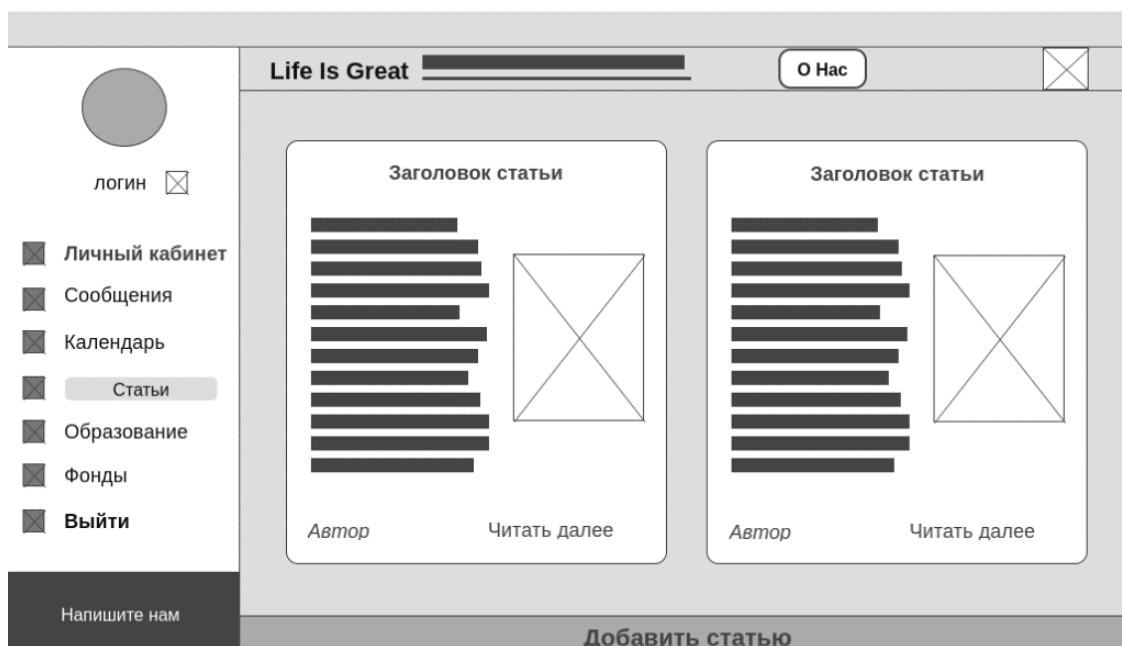 Life Is Great
О Нас
логин
Личный кабинет
Сообщения
Календарь
Статьи
Образование
Фонды
Выйти
Напишите нам
Заголовок статьи
Автор
Читать далее
Заголовок статьи
Автор
Читать далее
Добавить статью